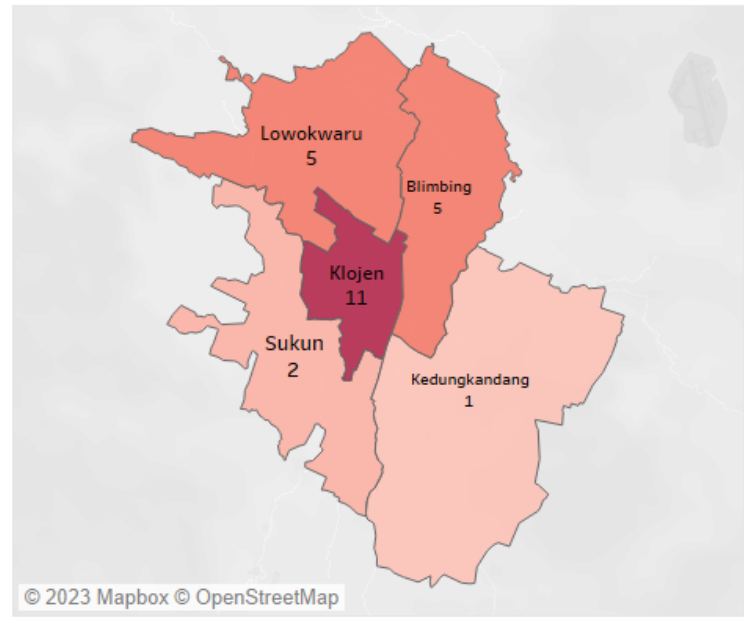 Lowokwaru
5
Blimbing
5
Klojen
11
Sukun
2
Kedungkandang
1
© 2023 Mapbox © OpenStreetMap